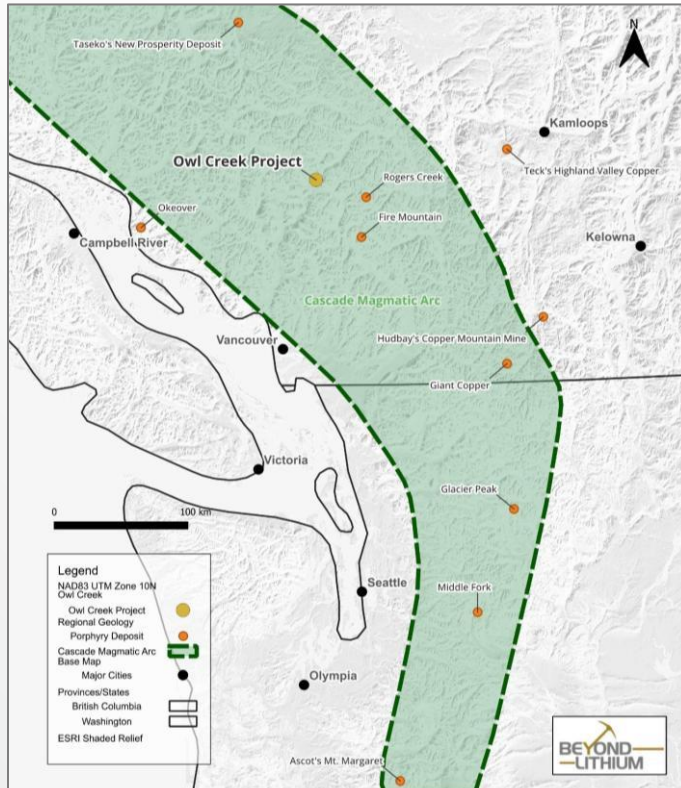 Taseko's New Prosperity Deposit
N
Kamloops
Owl Creek Project
Teck's Highland Valley Copper
Rogers Creek
Okeover
Fire Mountain
Campbell River
Kelowna
Cascade Magmatic Arc
Vancouver
Hudbay's Copper Mountain Mine
Giant Copper
Victoria
Glacier Peak
100 km
0
Seattle
Middle Fork
Olympia
Ascot's Mt. Margaret
Legend
NAD83 UTM Zone 10N
Owl Creek
Owl Creek Project
Regional Geology
Porphyry Deposit
Cascade Magmatic Arc
Base Map
Major Cities
Provinces/States
British Columbia
Washington
ESRI Shaded Relief
BEYOND
LITHIUM